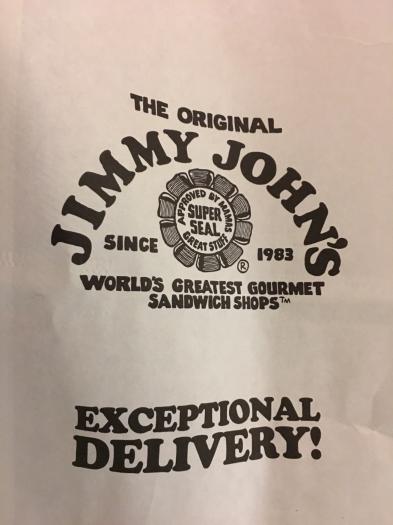 THE ORIGINAL
JIMMY JOHN'S
APPROVED BY MAMAS
SUPER
SEAL
GREAT STUFF
®
SINCE 1983
WORLD'S GREATEST GOURMET
SANDWICH SHOPS™
EXCEPTIONAL
DELIVERY!